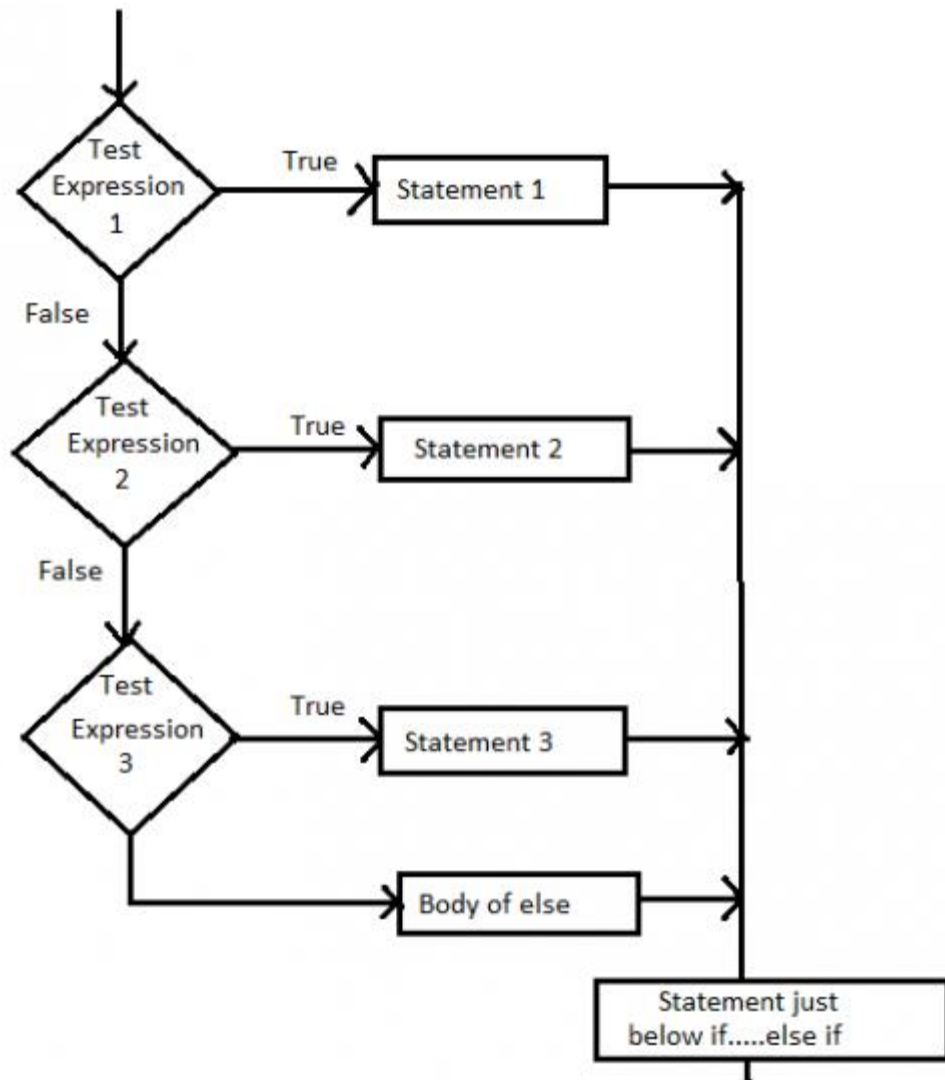 Test
Expression
1
True
Statement 1
False
Test
Expression
2
True
Statement 2
False
Test
Expression
3
True
Statement 3
Body of else
Statement just
below if.....else if